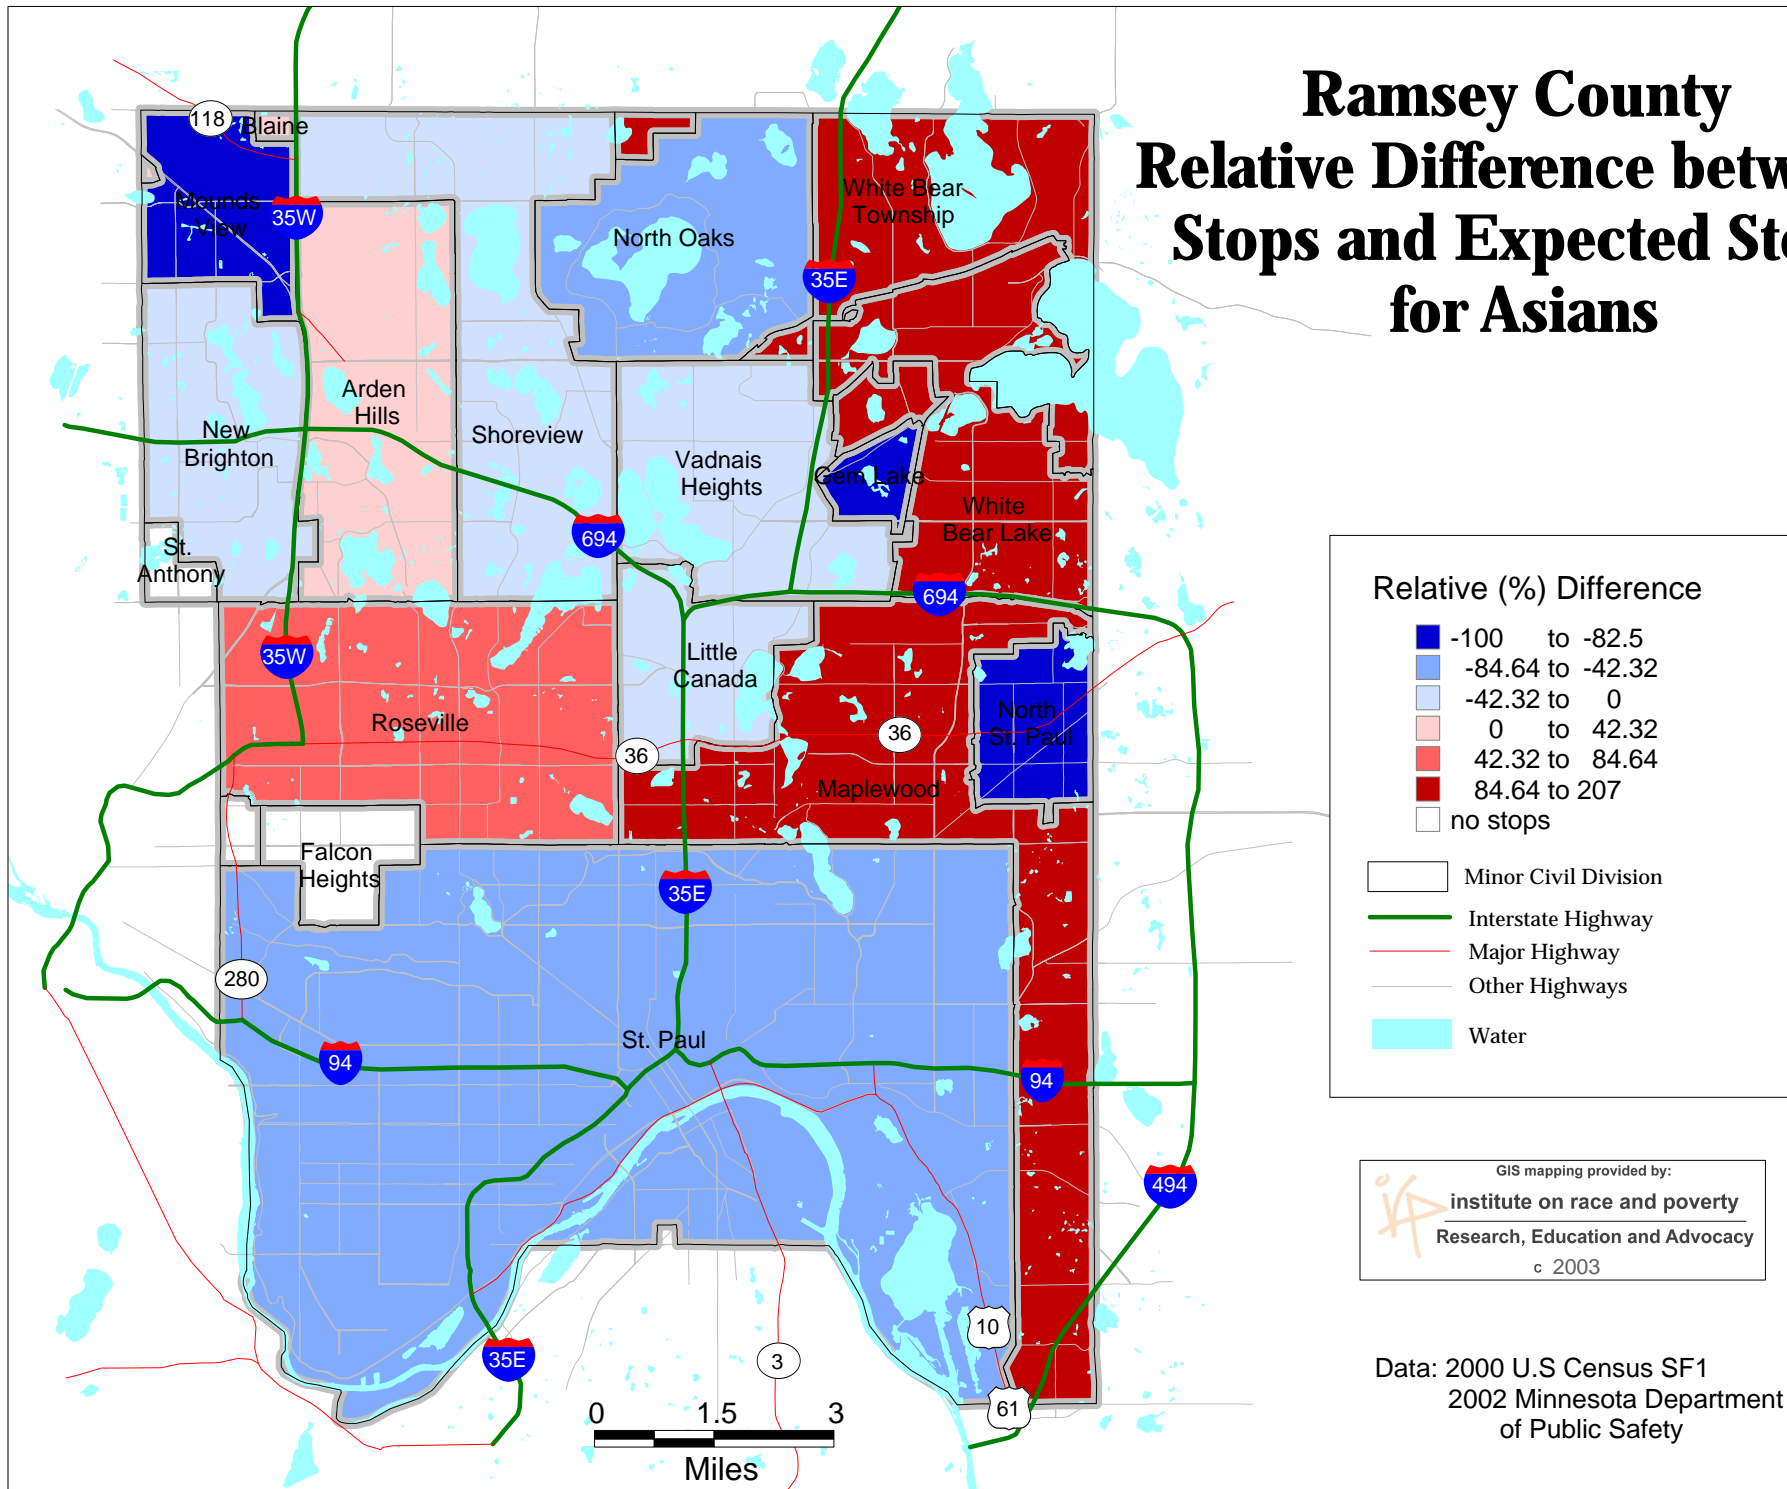 Ramsey County
Relative Difference betw
Stops and Expected St
for Asians
118
Blaine
Mounds
View
35W
North Oaks
White Bear
Township
35E
Arden
Hills
New
Brighton
Shoreview
Vadnais
Heights
Gem Lake
White
Bear Lake
St.
Anthony
694
694
35W
Little
Canada
Roseville
North
St. Paul
36
36
Maplewood
Falcon
Heights
35E
280
St. Paul
94
94
494
10
35E
3
61
0 1.5 3
Miles
Relative (%) Difference
-100 to -82.5
-84.64 to -42.32
-42.32 to 0
0 to 42.32
42.32 to 84.64
84.64 to 207
no stops
Minor Civil Division
Interstate Highway
Major Highway
Other Highways
Water
GIS mapping provided by:
institute on race and poverty
Research, Education and Advocacy
c 2003
Data: 2000 U.S Census SF1
2002 Minnesota Department
of Public Safety